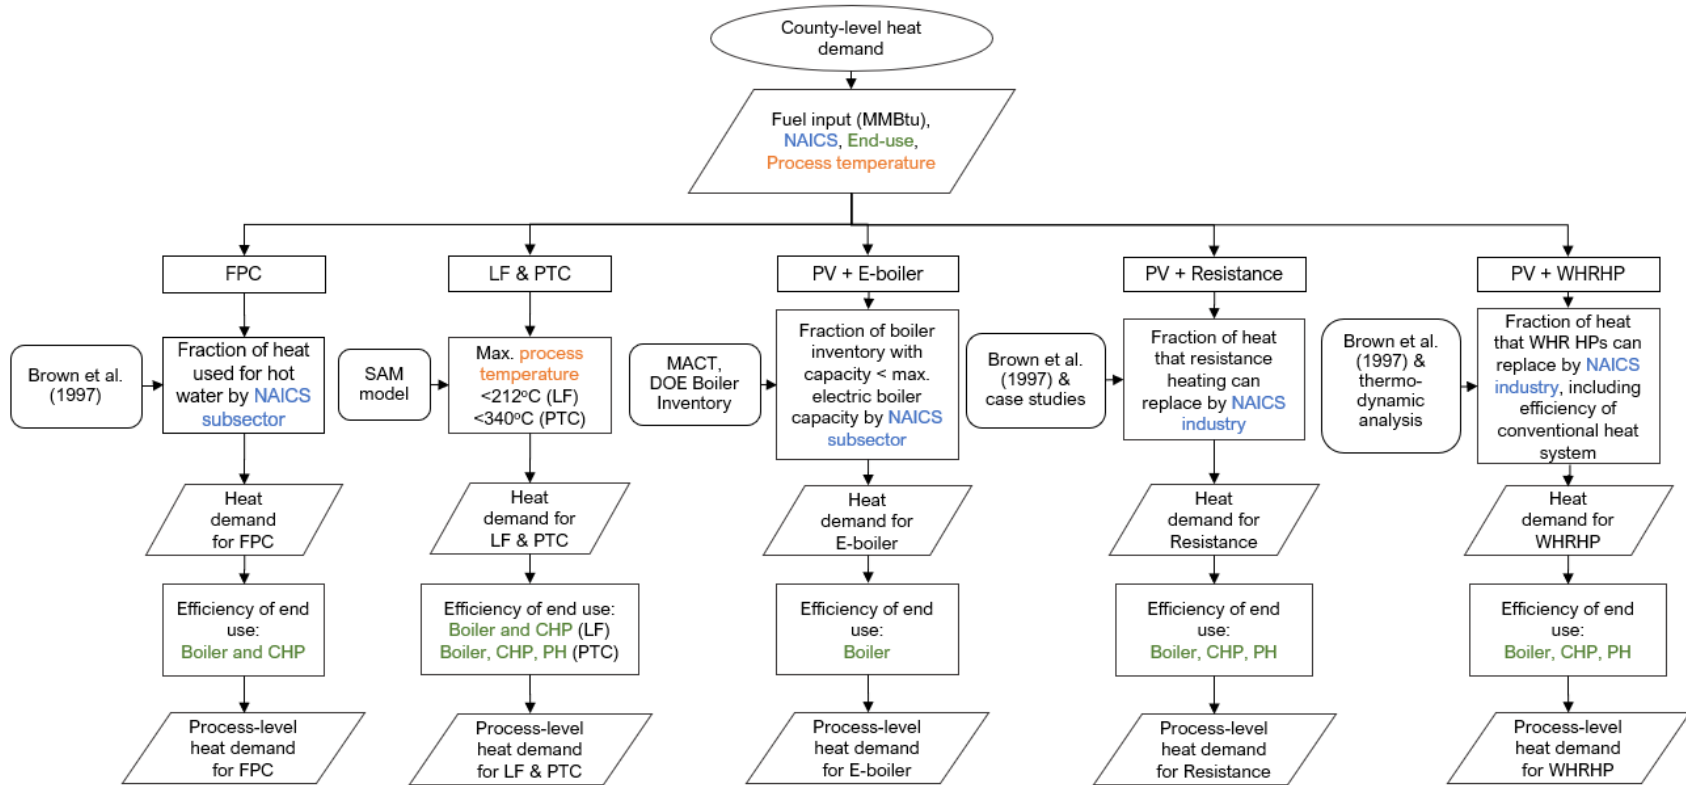 County-level heat
demand
Fuel input (MMBtu),
NAICS, End-use,
Process temperature
FPC
LF & PTC
PV + E-boiler
PV + Resistance
PV + WHRHP
Brown et al.
(1997)
Fraction of heat
used for hot
water by NAICS
subsector
SAM
model
Max. process
temperature
<212°C (LF)
<340°C (PTC)
MACT,
DOE Boiler
Inventory
Fraction of boiler
inventory with
capacity < max.
electric boiler
capacity by NAICS
subsector
Brown et al.
(1997) &
case studies
Fraction of heat
that resistance
heating can
replace by NAICS
industry
Brown et al.
(1997) &
thermo-
dynamic
analysis
Fraction of heat
that WHR HPs can
replace by NAICS
industry, including
efficiency of
conventional heat
system
Heat
demand
for FPC
Heat
demand for
LF & PTC
Heat
demand for
E-boiler
Heat
demand for
Resistance
Heat
demand for
WHRHP
Efficiency of end
use:
Boiler and CHP
Efficiency of end use:
Boiler and CHP (LF)
Boiler, CHP, PH (PTC)
Efficiency of end
use:
Boiler
Efficiency of end
use:
Boiler, CHP, PH
Efficiency of end
use:
Boiler, CHP, PH
Process-level
heat demand
for FPC
Process-level
heat demand
for LF & PTC
Process-level
heat demand
for E-boiler
Process-level
heat demand
for Resistance
Process-level
heat demand
for WHRHP